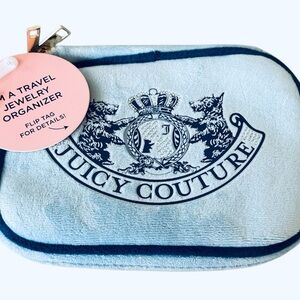 I'M A TRAVEL
JEWELRY
ORGANIZER
FLIP TAG
FOR DETAILS!
J
JUICY COUTURE